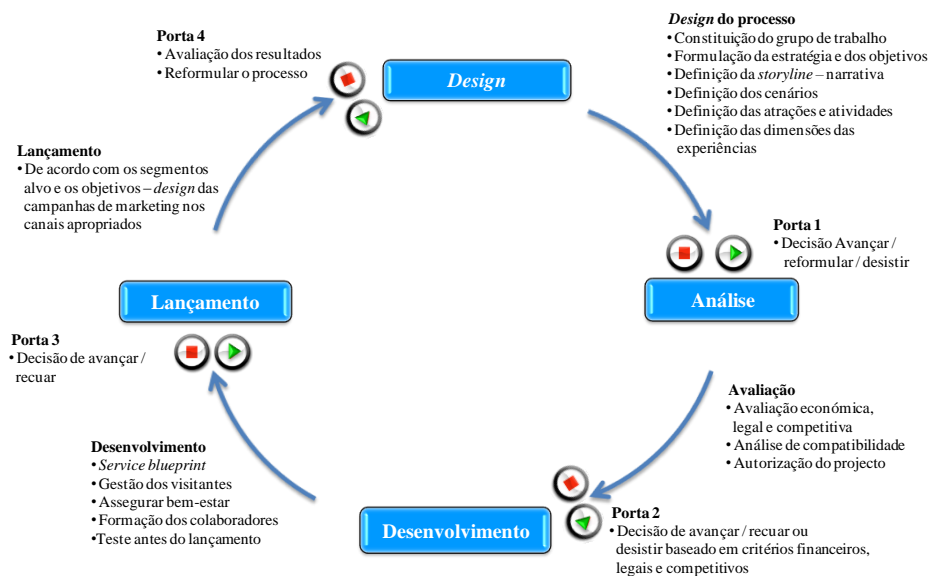 Design
Design do processo
• Constituição do grupo de trabalho
• Formulação da estratégia e dos objetivos
• Definição da storyline – narrativa
• Definição dos cenários
• Definição das atrações e atividades
• Definição das dimensões das
experiências
Porta 1
• Decisão Avançar /
reformular / desistir
Análise
Avaliação
• Avaliação económica,
legal e competitiva
• Análise de compatibilidade
• Autorização do projecto
Porta 2
• Decisão de avançar / recuar ou
desistir baseado em critérios financeiros,
legais e competitivos
Desenvolvimento
Desenvolvimento
• Service blueprint
• Gestão dos visitantes
• Assegurar bem-estar
• Formação dos colaboradores
•Teste antes do lançamento
Porta 3
• Decisão de avançar /
recuar
Lançamento
Lançamento
• De acordo com os segmentos
alvo e os objetivos – design das
campanhas de marketing nos
canais apropriados
Porta 4
• Avaliação dos resultados
• Reformular o processo